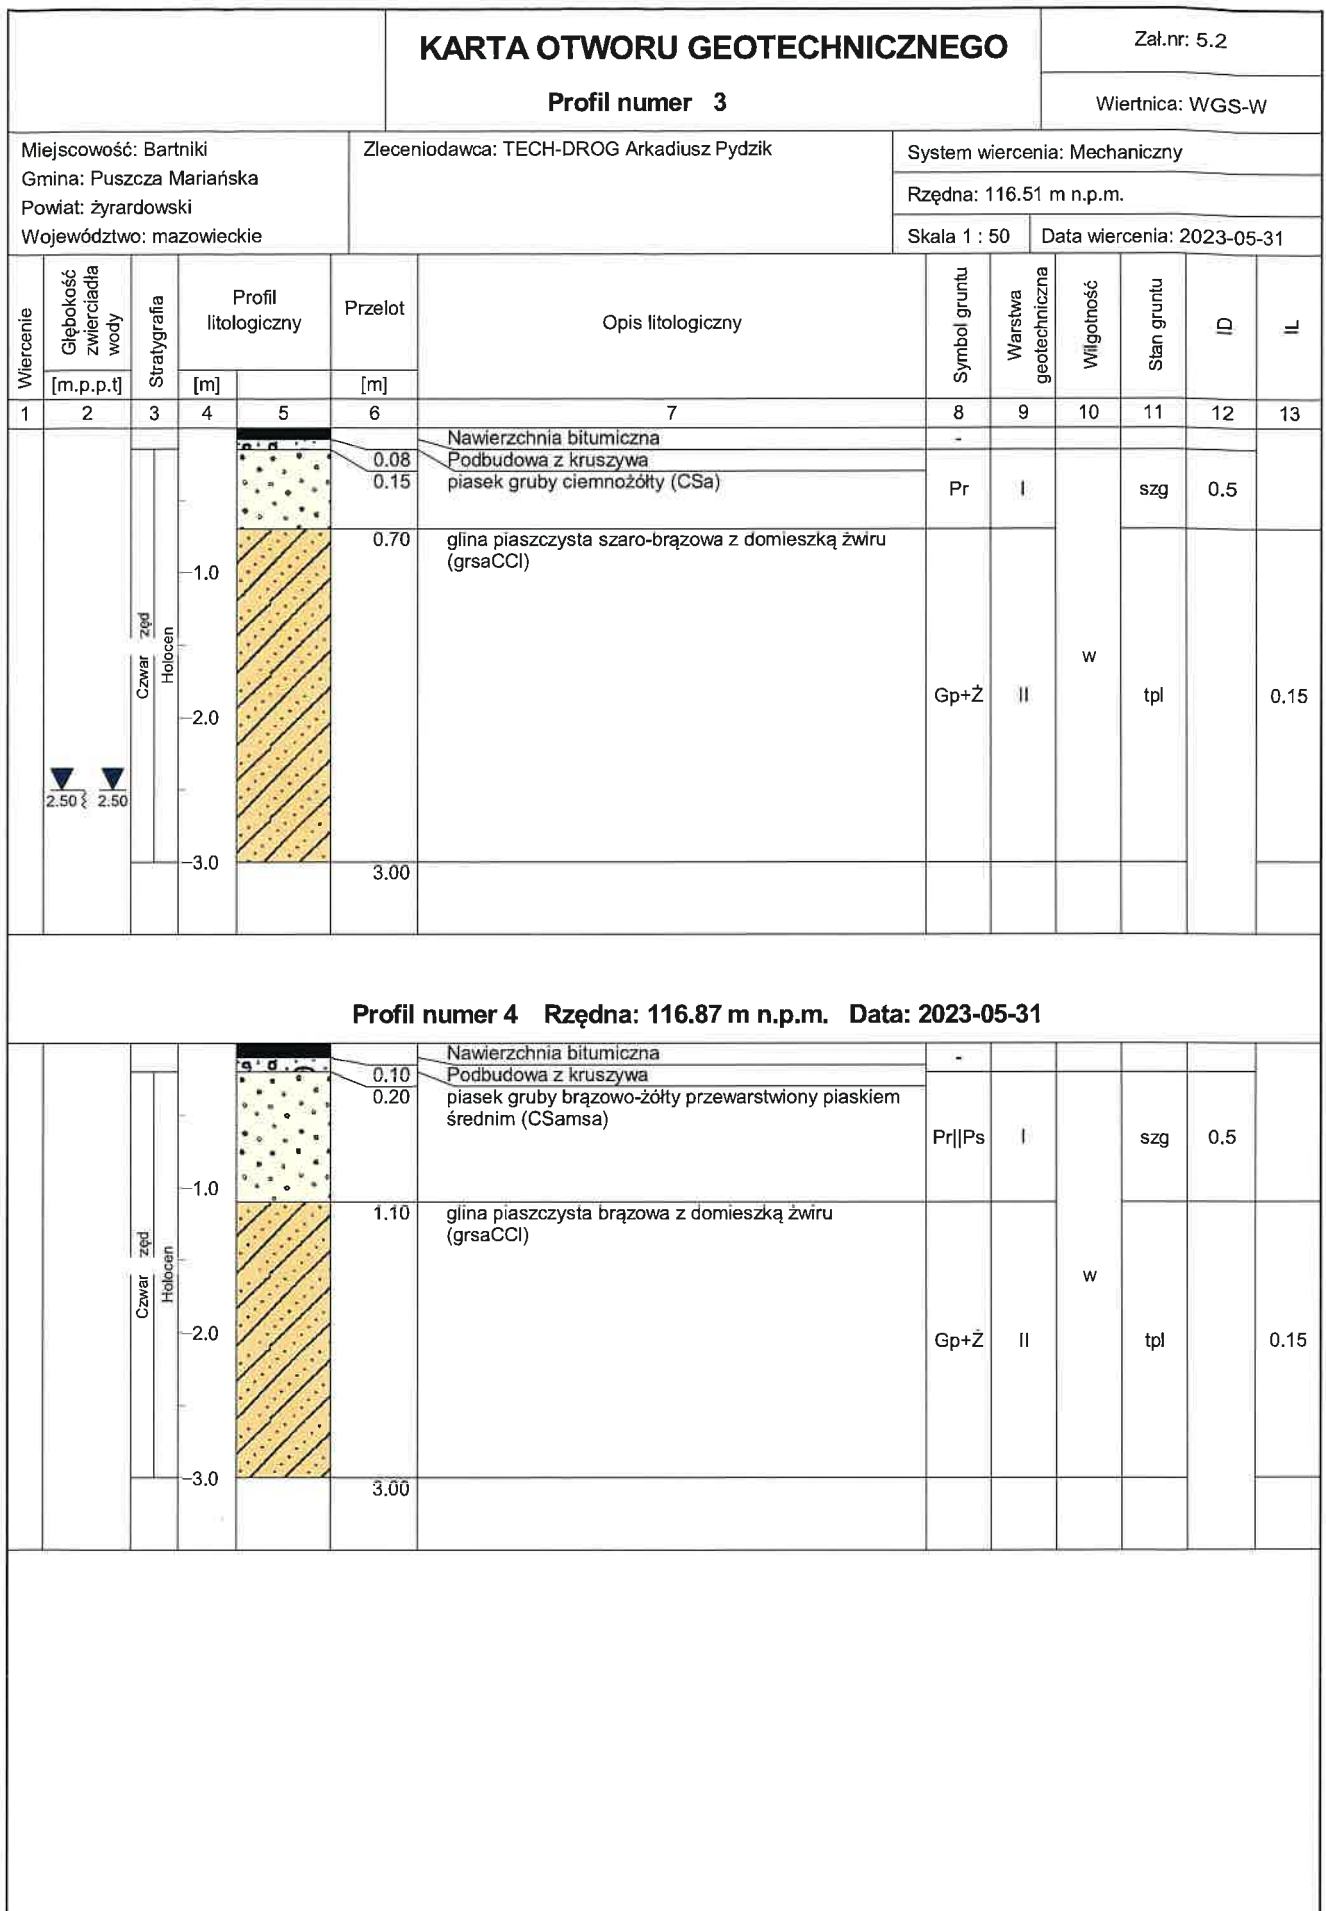 KARTA OTWORU GEOTECHNICZNEGO
Profil numer 3
Zał.nr: 5.2
Wiertnica: WGS-W
Miejscowość: Bartniki
Gmina: Puszcza Mariańska
Powiat: żyrardowski
Województwo: mazowieckie
Zleceniodawca: TECH-DROG Arkadiusz Pydzik
System wiercenia: Mechaniczny
Rzędna: 116.51 m n.p.m.
Skala 1 : 50 Data wiercenia: 2023-05-31
Wiercenie
Głębokość
zwierciadła
wody
[m.p.p.t]
Stratygrafia
Profil
litologiczny
[m]
Przelot
[m]
Opis litologiczny
Symbol gruntu
Warstwa
geotechniczna
Wilgotność
Stan gruntu
ID
IL
1 2 3 4 5 6 7 8 9 10 11 12 13
Nawierzchnia bitumiczna -
0.08 Podbudowa z kruszywa
0.15 piasek gruby ciemnożółty (CSa) Pr I szg 0.5
0.70 glina piaszczysta szaro-brązowa z domieszką żwiru
(grsaCCl)
1.0
Czwar zęd
Holocen
w
Gp+Ż II tpl 0.15
2.0
2.50 2.50
3.0
3.00
Profil numer 4 Rzędna: 116.87 m n.p.m. Data: 2023-05-31
Nawierzchnia bitumiczna -
0.10 Podbudowa z kruszywa
0.20 piasek gruby brązowo-żółty przewarstwiony piaskiem
średnim (CSamsa)
Pr||Ps I szg 0.5
1.0
1.10 glina piaszczysta brązowa z domieszką żwiru
(grsaCCl)
Czwar zęd
Holocen
w
2.0
Gp+Ż II tpl 0.15
3.0
3.00